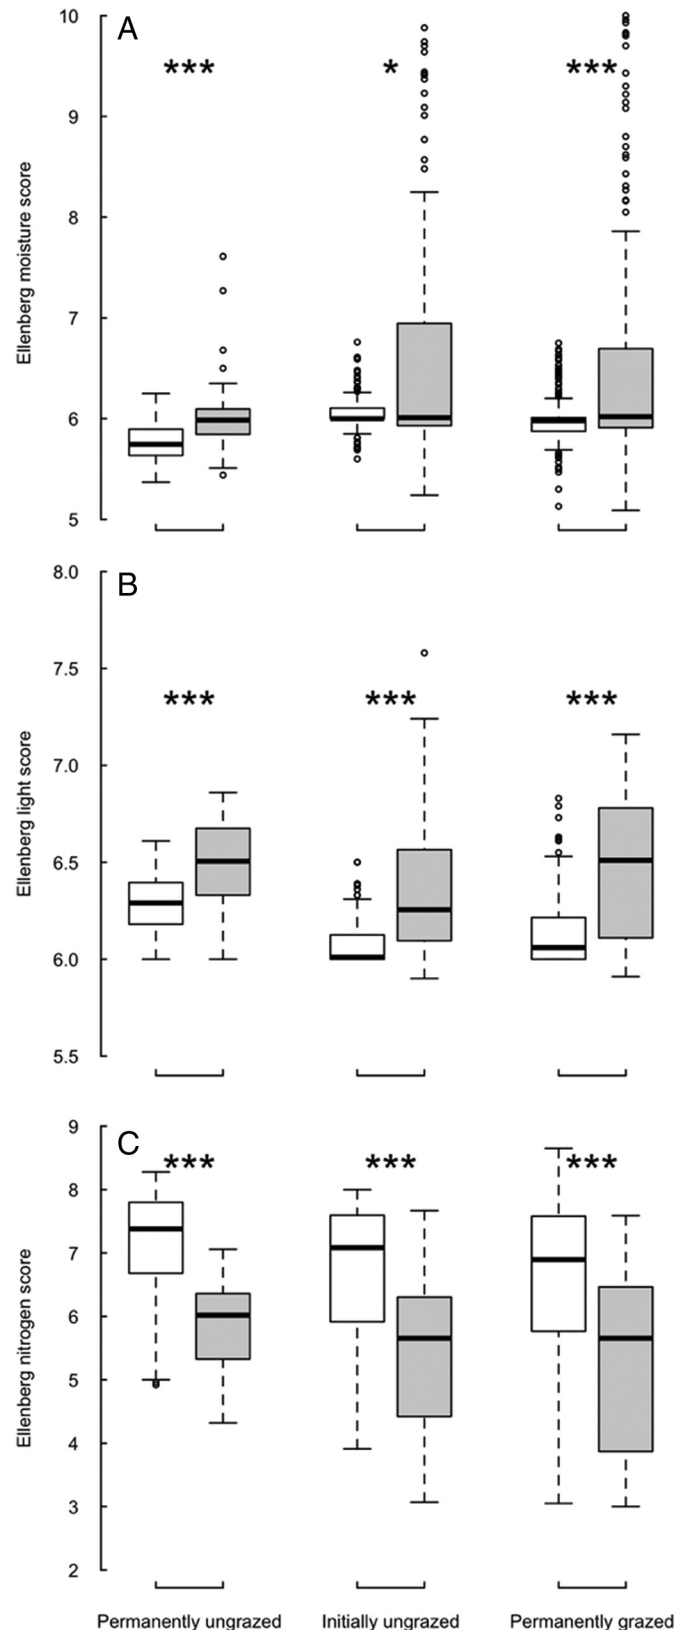 A
10
9
8
7
6
5
Ellenberg moisture score
*** * ***
B
8.0
7.5
7.0
6.5
6.0
5.5
Ellenberg light score
*** *** ***
C
9
8
7
6
5
4
3
2
Ellenberg nitrogen score
*** *** ***
Permanently ungrazed Initially ungrazed Permanently grazed